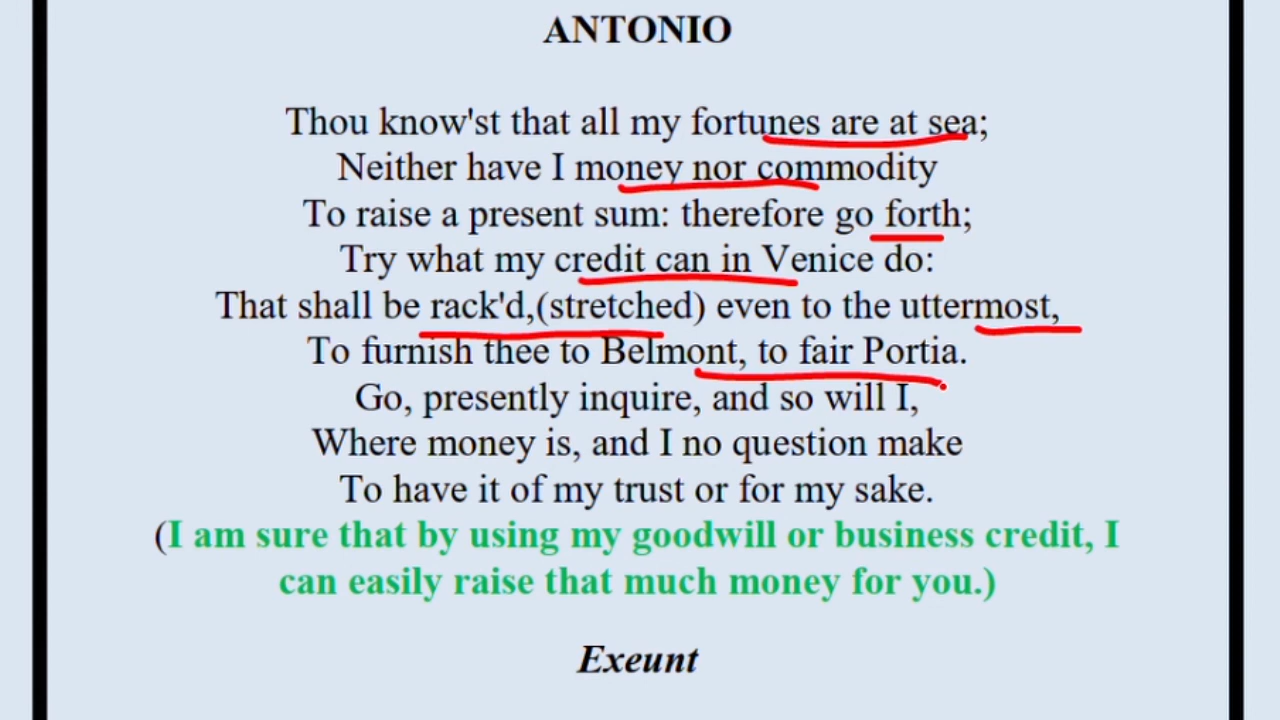 ANTONIO
Thou know'st that all my fortunes are at sea;
Neither have I money nor commodity
To raise a present sum: therefore go forth;
Try what my credit can in Venice do:
That shall be rack'd,(stretched) even to the uttermost,
To furnish thee to Belmont, to fair Portia.
Go, presently inquire, and so will I,
Where money is, and I no question make
To have it of my trust or for my sake.
(I am sure that by using my goodwill or business credit, I
can easily raise that much money for you.)
Exeunt